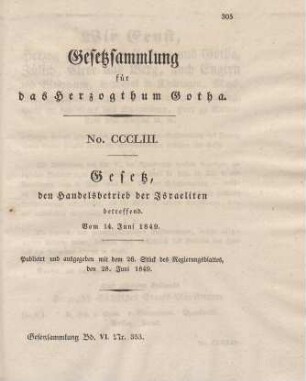 305
Gesetzsammlung
für
das Herzogthum Gotha.
No. CCCLIII.
Gesetz,
den Handelsbetrieb der Israeliten
betreffend.
Vom 14. Juni 1849.
Publicirt und ausgegeben mit dem 26. Stück des Regierungsblattes,
den 28. Juni 1849.
Gesetzsammlung Bd. VI. Nr. 353.